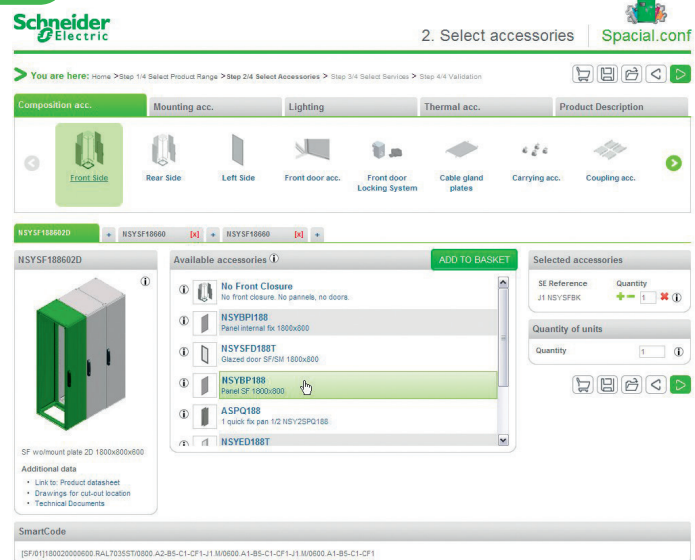 Schneider
Electric
2. Select accessories
Spacial.conf
You are here: Home >Step 1/4 Select Product Range >Step 2/4 Select Accessories > Step 3/4 Select Services > Step 4/4 Validation
Composition acc.
Mounting acc.
Lighting
Thermal acc.
Product Description
Front Side
Rear Side
Left Side
Front door acc.
Front door
Locking System
Cable gland
plates
Carrying acc.
Coupling acc.
NSYSF188602D
+ NSYSF18660 [x] + NSYSF18660 [x] +
NSYSF188602D
SF wo/mount plate 2D 1800x800x600
Additional data
• Link to: Product datasheet
• Drawings for cut-out location
• Technical Documents
Available accessories
ADD TO BASKET
No Front Closure
No front closure. No pannels, no doors.
NSYBPI188
Panel internal fix 1800x800
NSYSFD188T
Glazed door SF/SM 1800x800
NSYBP188
Panel SF 1800x800
ASPQ188
1 quick fix pan 1/2 NSY2SPQ188
NSYED188T
Selected accessories
SE Reference
Quantity
J1 NSYSFBK
1
Quantity of units
Quantity
1
SmartCode
[SF/01]180020000600.RAL7035ST/0800.A2-B5-C1-CF1-J1.M/0600.A1-B5-C1-CF1-J1.M/0600.A1-B5-C1-CF1